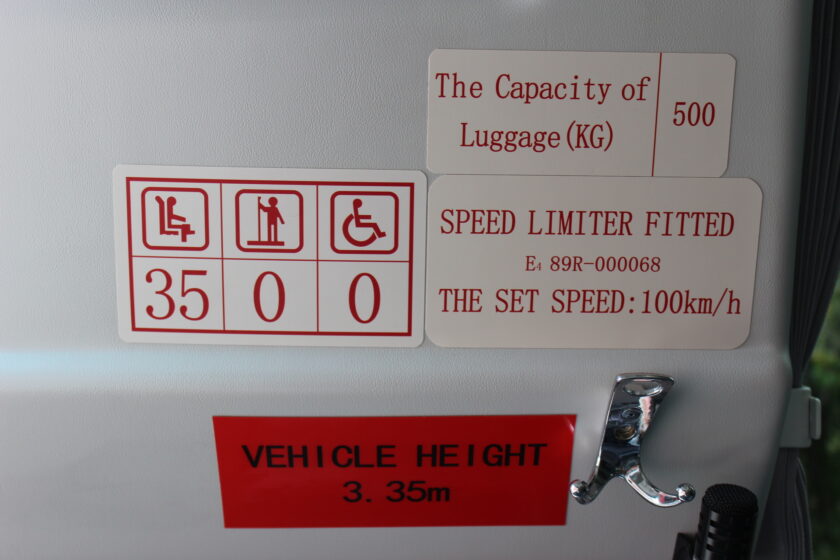 The Capacity of
Luggage(KG)
500
35 0 0
SPEED LIMITER FITTED
E4 89R-000068
THE SET SPEED:100km/h
VEHICLE HEIGHT
3.35m